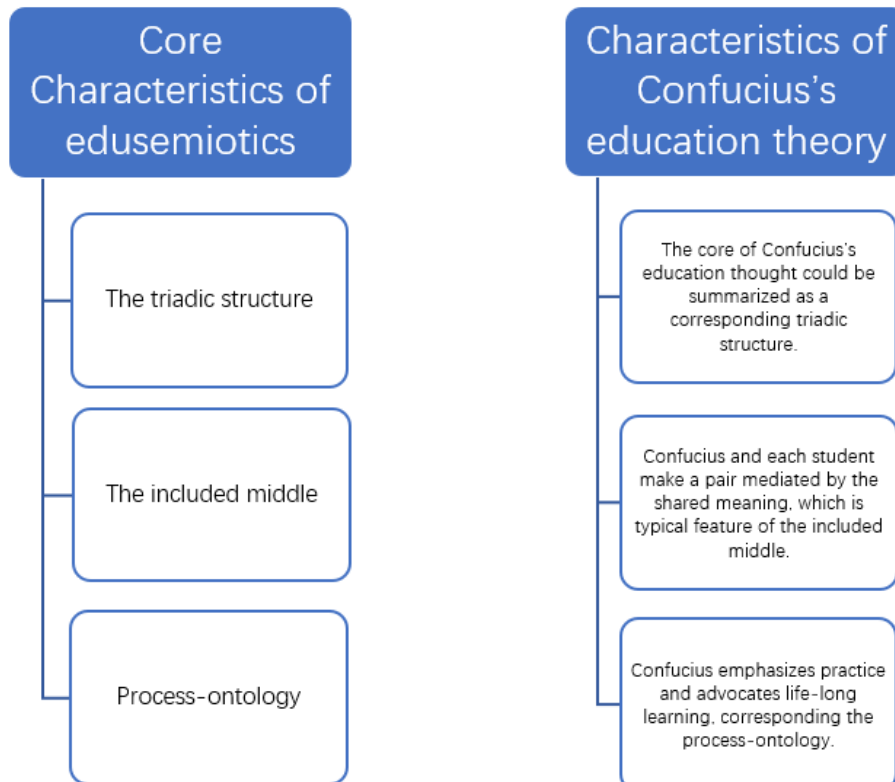 Core
Characteristics of
edusemiotics
The triadic structure
The included middle
Process-ontology
Characteristics of
Confucius's
education theory
The core of Confucius's
education thought could be
summarized as a
corresponding triadic
structure.
Confucius and each student
make a pair mediated by the
shared meaning, which is
typical feature of the included
middle.
Confucius emphasizes practice
and advocates life-long
learning, corresponding the
process-ontology.